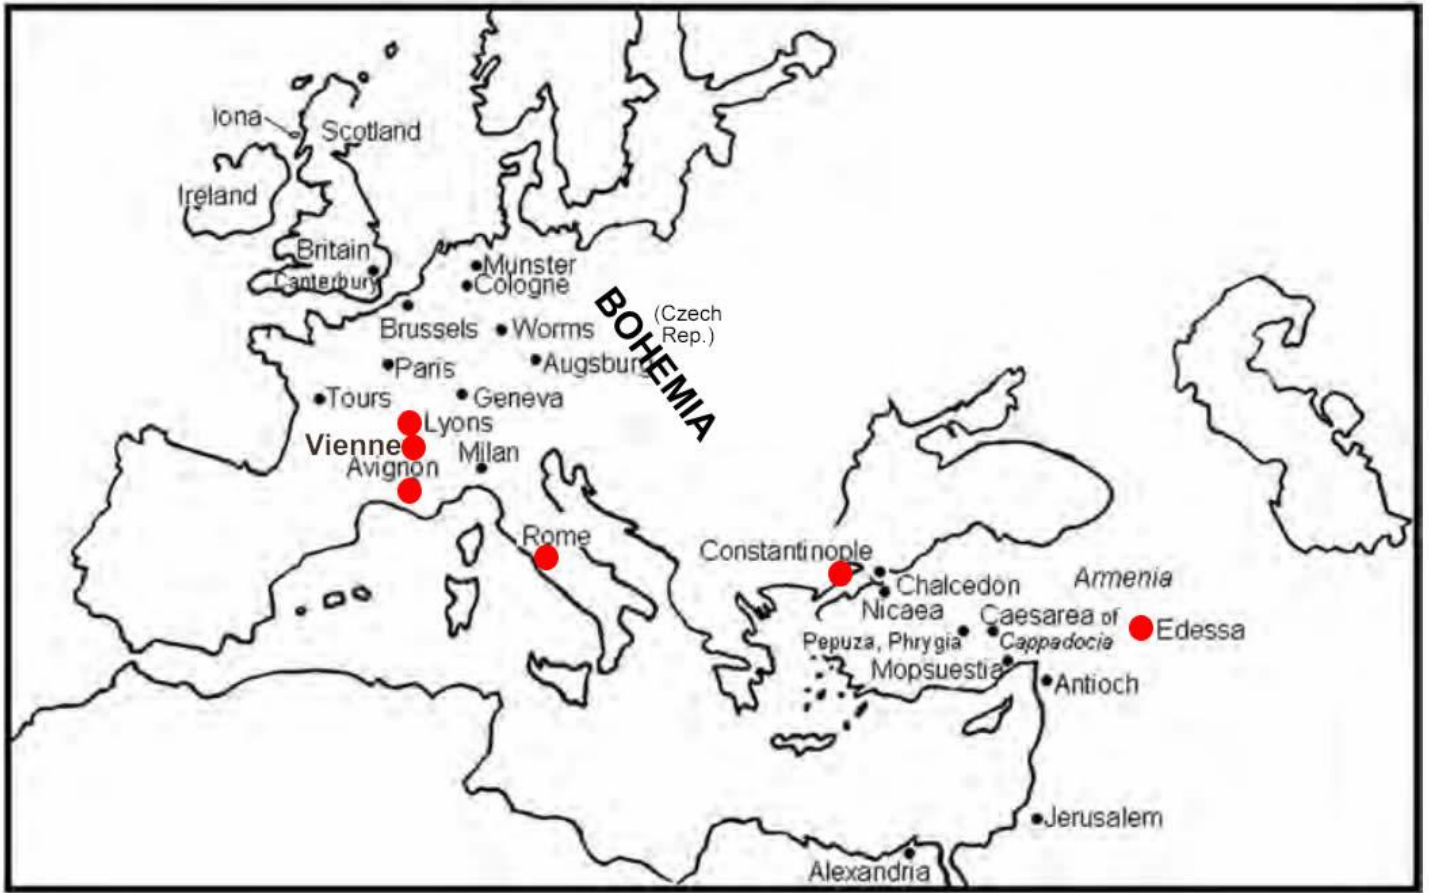 Iona
Scotland
Ireland
Britain
Canterbury
Munster
Cologne
Brussels
Worms
BOHEMIA
(Czech
Rep.)
Paris
Augsburg
Tours
Geneva
Lyons
Vienne
Milan
Avignon
Rome
Constantinople
Chalcedon
Armenia
Nicaea
Caesarea of
Cappadocia
Edessa
Pepuza, Phrygia
Mopsuestia
Antioch
Jerusalem
Alexandria